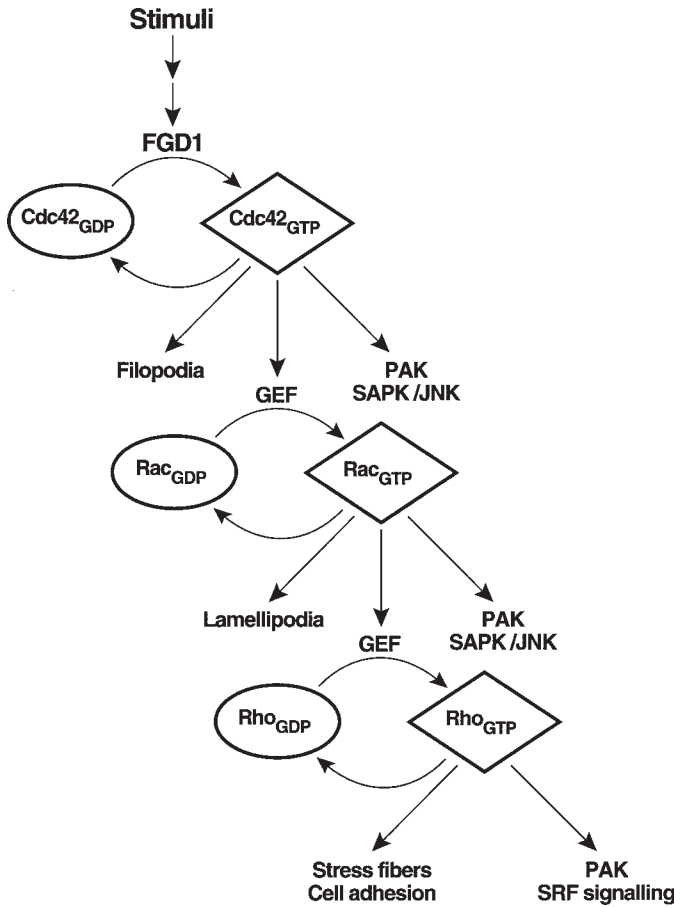 Stimuli
FGD1
Cdc42GDP
Cdc42GTP
Filopodia
PAK
SAPK/JNK
GEF
RacGDP
RacGTP
Lamellipodia
PAK
SAPK/JNK
GEF
RhoGDP
RhoGTP
Stress fibers
Cell adhesion
PAK
SRF signalling